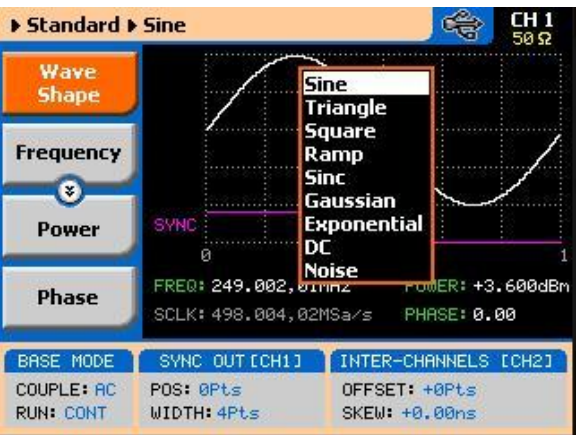 Standard Sine CH 1
50 Ω
Wave
Shape
Frequency
Power
Phase
Sine
Triangle
Square
Ramp
Sinc
Gaussian
Exponential
DC
Noise
SYNC
0 1
FREQ: 249.002,01MHZ POWER: +3.600dBm
SCLK: 498.004,02MSa/s PHASE: 0.00
BASE MODE SYNC OUT [CH1] INTER-CHANNELS [CH2]
COUPLE: AC POS: 0Pts OFFSET: +0Pts
RUN: CONT WIDTH: 4Pts SKEW: +0.00ns